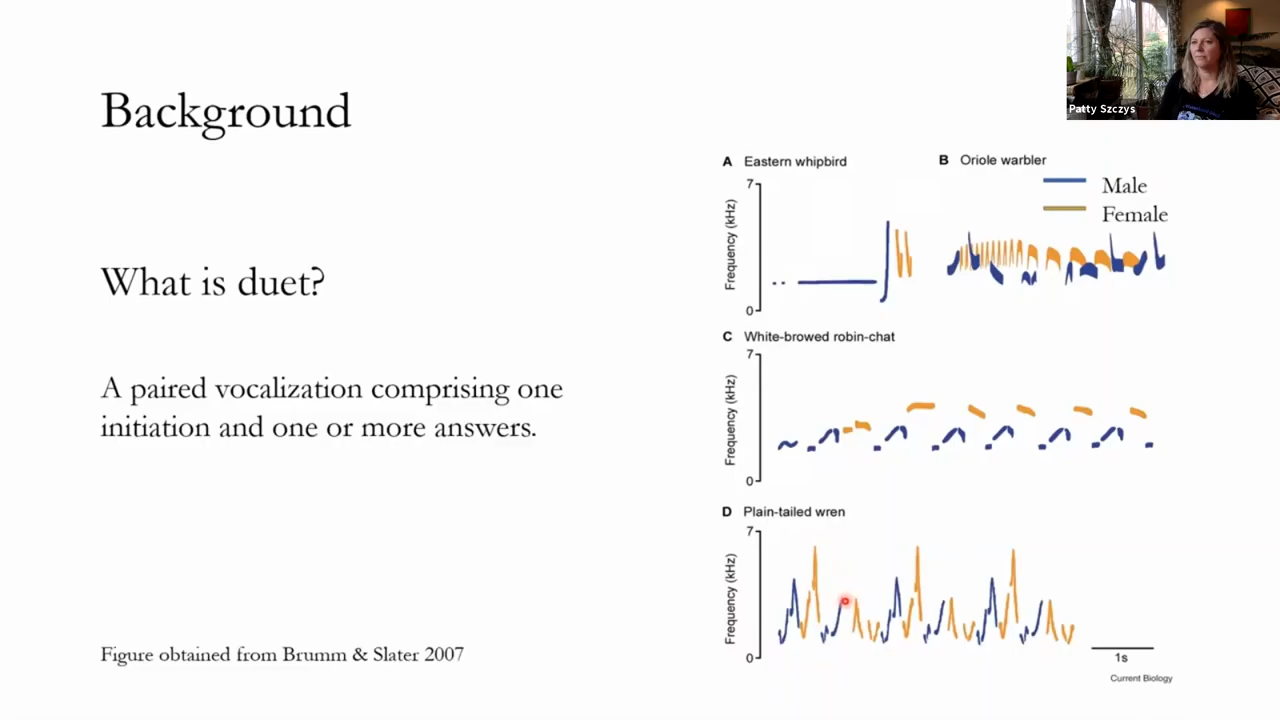 Background
Patty Szczys
What is duet?
A paired vocalization comprising one
initiation and one or more answers.
Figure obtained from Brumm & Slater 2007
A Eastern whipbird
B Oriole warbler
Male
Female
7
Frequency (kHz)
0
C White-browed robin-chat
7
Frequency (kHz)
0
D Plain-tailed wren
7
Frequency (kHz)
0
1s
Current Biology